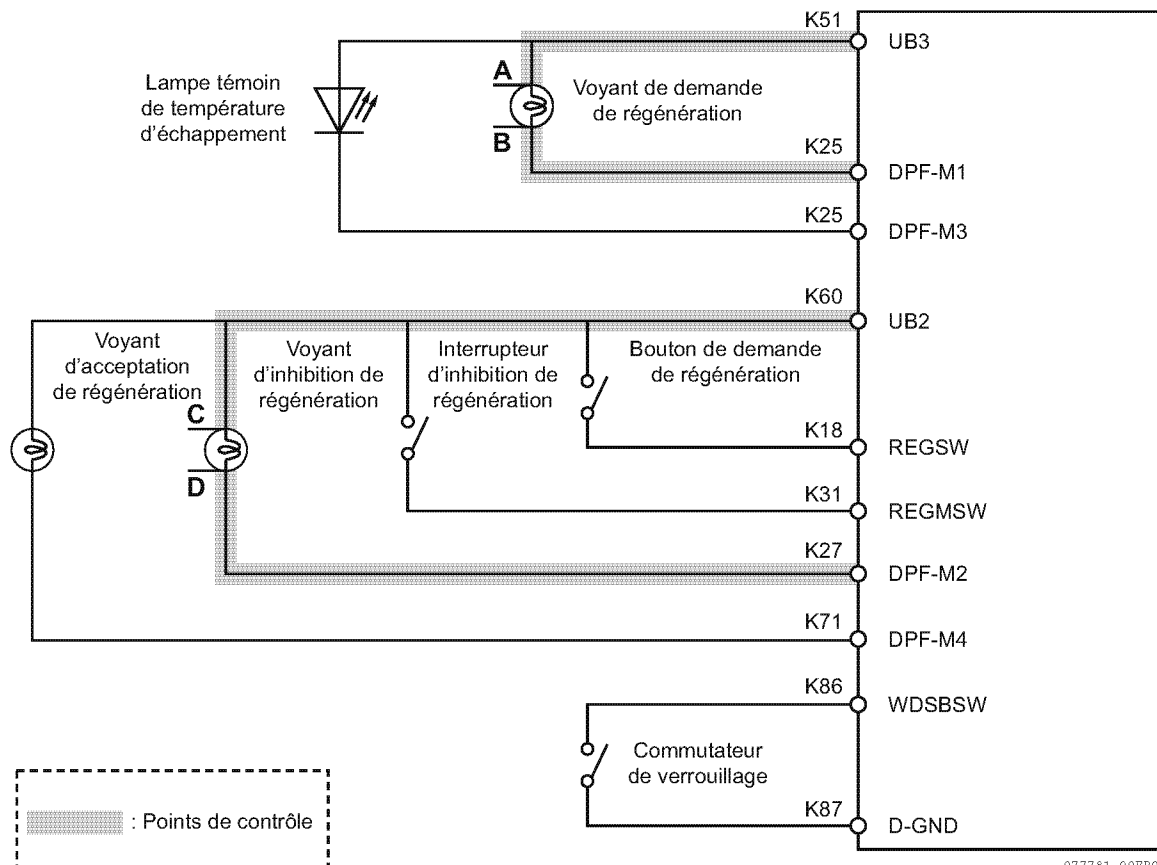 K51
UB3
Lampe témoin
de température
d'échappement
A
Voyant de demande
de régénération
B
K25
DPF-M1
K25
DPF-M3
K60
UB2
Voyant
d'acceptation
de régénération
Voyant
d'inhibition de
régénération
Interrupteur
d'inhibition de
régénération
Bouton de demande
de régénération
C
D
K18
REGSW
K31
REGMSW
K27
DPF-M2
K71
DPF-M4
K86
WDSBSW
Commutateur
de verrouillage
K87
D-GND
: Points de contrôle